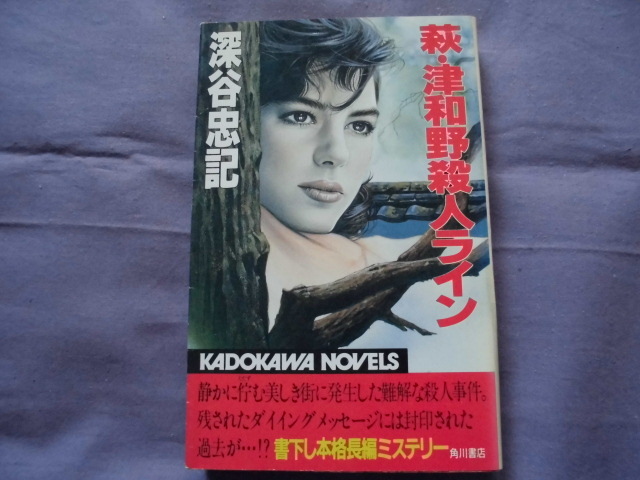 萩・津和野殺人ライン
深谷忠記
KADOKAWA NOVELS
静かに佇む美しき街に発生した難解な殺人事件。
残されたダイイングメッセージには封印された
過去が…!? 書下し本格長編ミステリー 角川書店